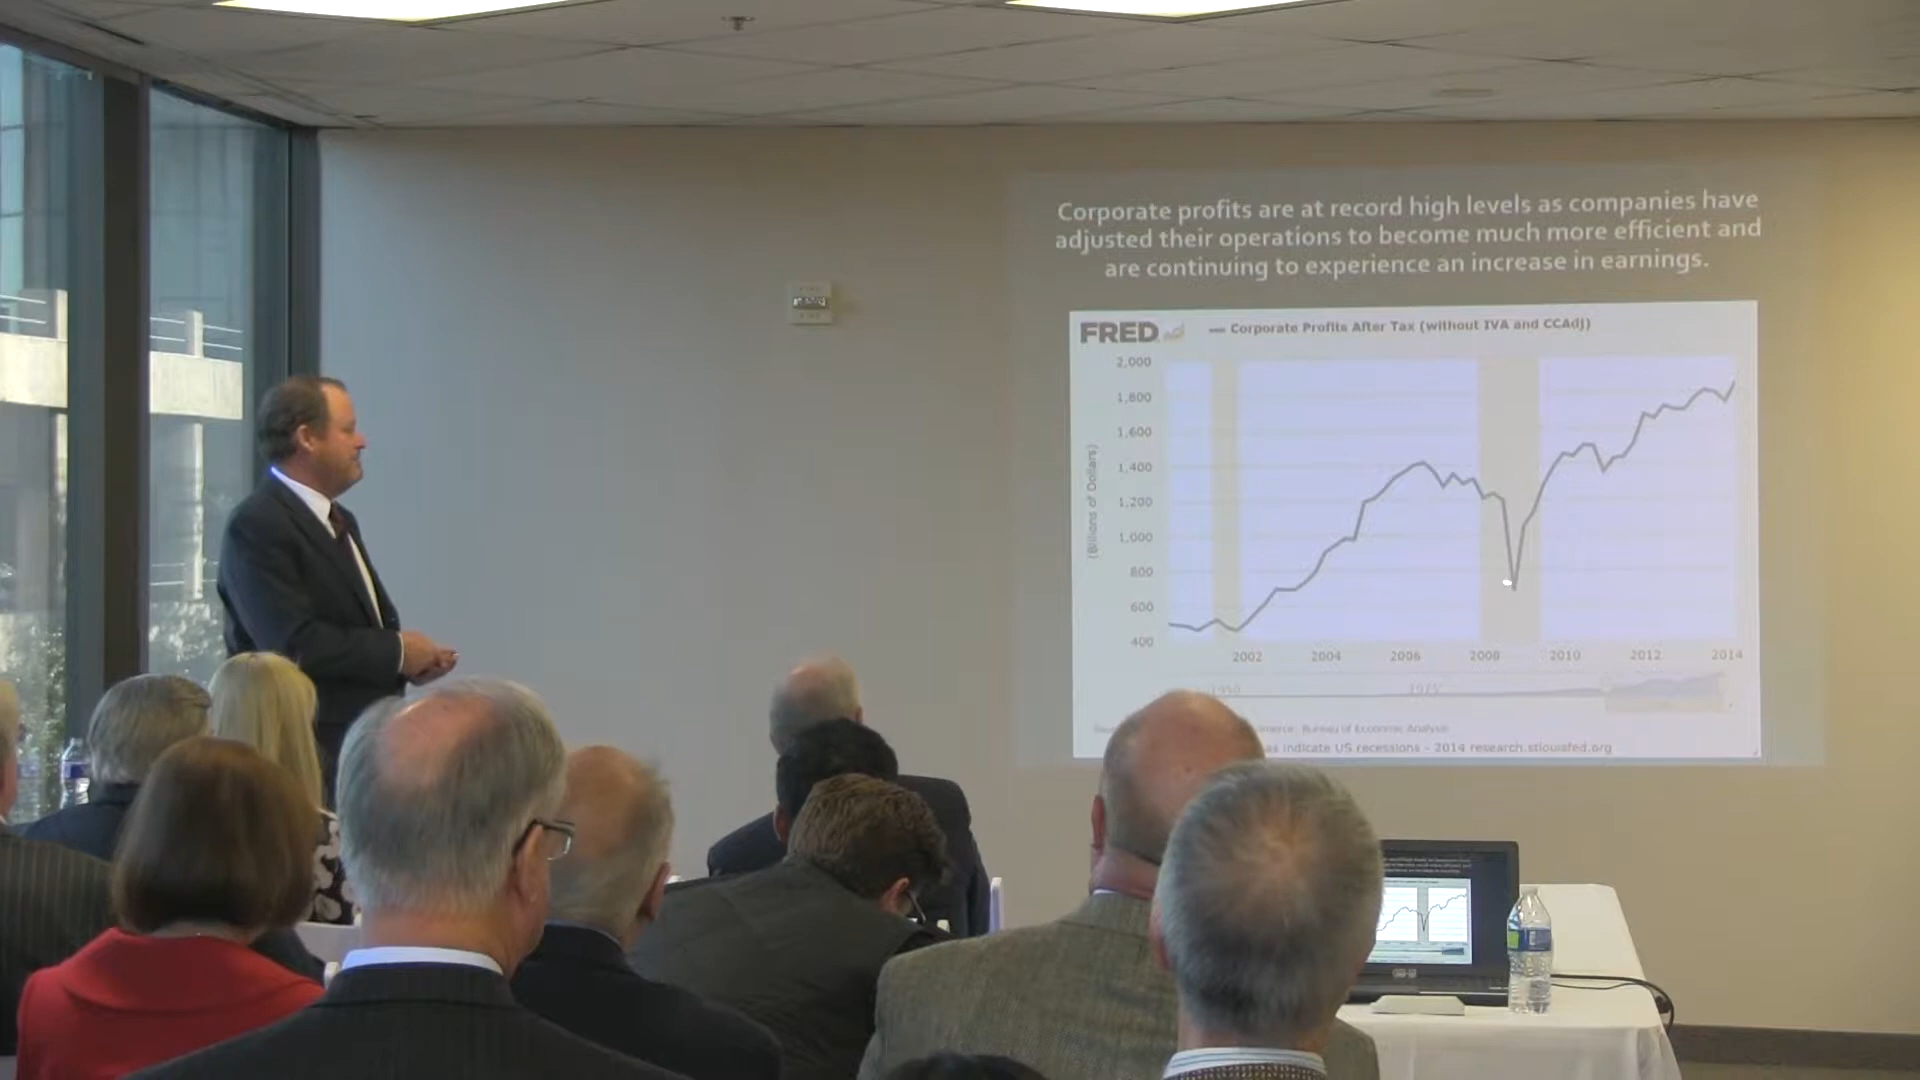 Corporate profits are at record high levels as companies have
adjusted their operations to become much more efficient and
are continuing to experience an increase in earnings.
FRED
Corporate Profits After Tax (without IVA and CCAdj)
(Billions of Dollars)
2,000
1,800
1,600
1,400
1,200
1,000
800
600
400
2002 2004 2006 2008 2010 2012 2014
1950 1975
Bureau of Economic Analysis
as indicate US recessions - 2014 research.stlouisfed.org